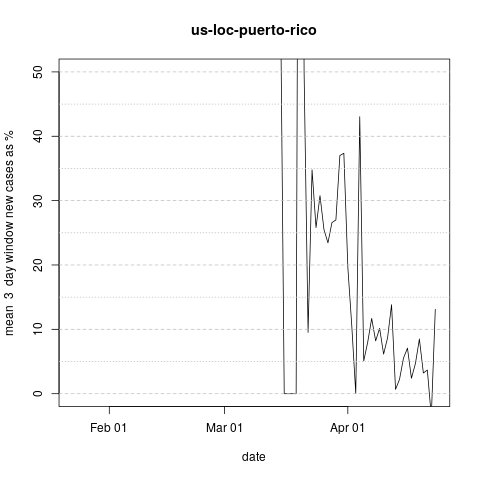 us-loc-puerto-rico
mean 3 day window new cases as %
50
40
30
20
10
0
Feb 01
Mar 01
Apr 01
date